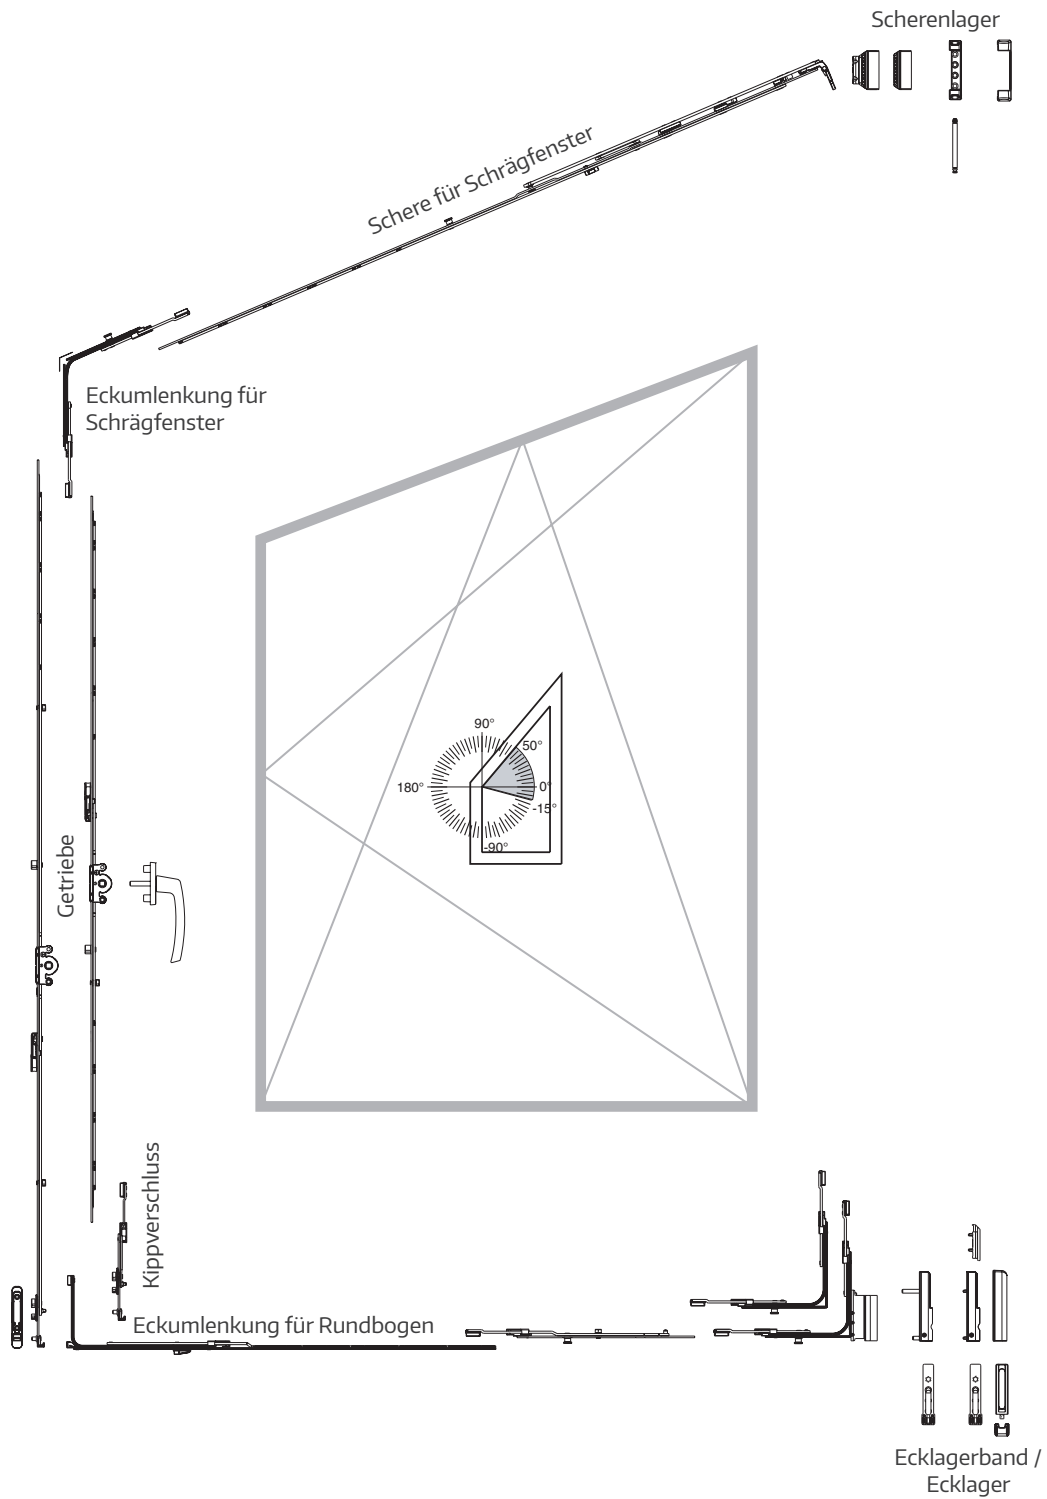 Scherenlager
Schere für Schrägfenster
Eckumlenkung für
Schrägfenster
90°
50°
180°
0°
-15°
-90°
Getriebe
Kippverschluss
Eckumlenkung für Rundbogen
Ecklagerband /
Ecklager